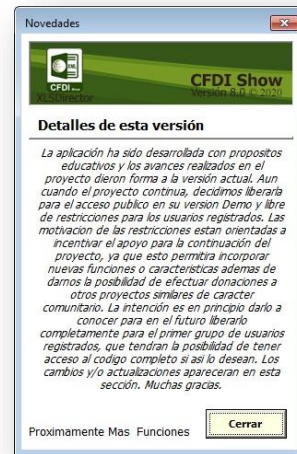 Novedades
CFDI Show
CFDI Show
Versión 8.0 © 2020
XLSDirector
Detalles de esta versión
La aplicación ha sido desarrollada con propositos
educativos y los avances realizados en el
proyecto dieron forma a la versión actual. Aun
cuando el proyecto continua, decidimos liberarla
para el acceso publico en su version Demo y libre
de restricciones para los usuarios registrados. Las
motivacion de las restricciones estan orientadas a
incentivar el apoyo para la continuación del
proyecto, ya que esto permitira incorporar
nuevas funciones o caracteristicas ademas de
darnos la posibilidad de efectuar donaciones a
otros proyectos similares de caracter
comunitario. La intención es en principio darlo a
conocer para en el futuro liberarlo
completamente para el primer grupo de usuarios
registrados, que tendran la posibilidad de tener
acceso al codigo completo si asi lo desean. Los
cambios y/o actualizaciones apareceran en esta
sección. Muchas gracias.
Proximamente Mas Funciones
Cerrar